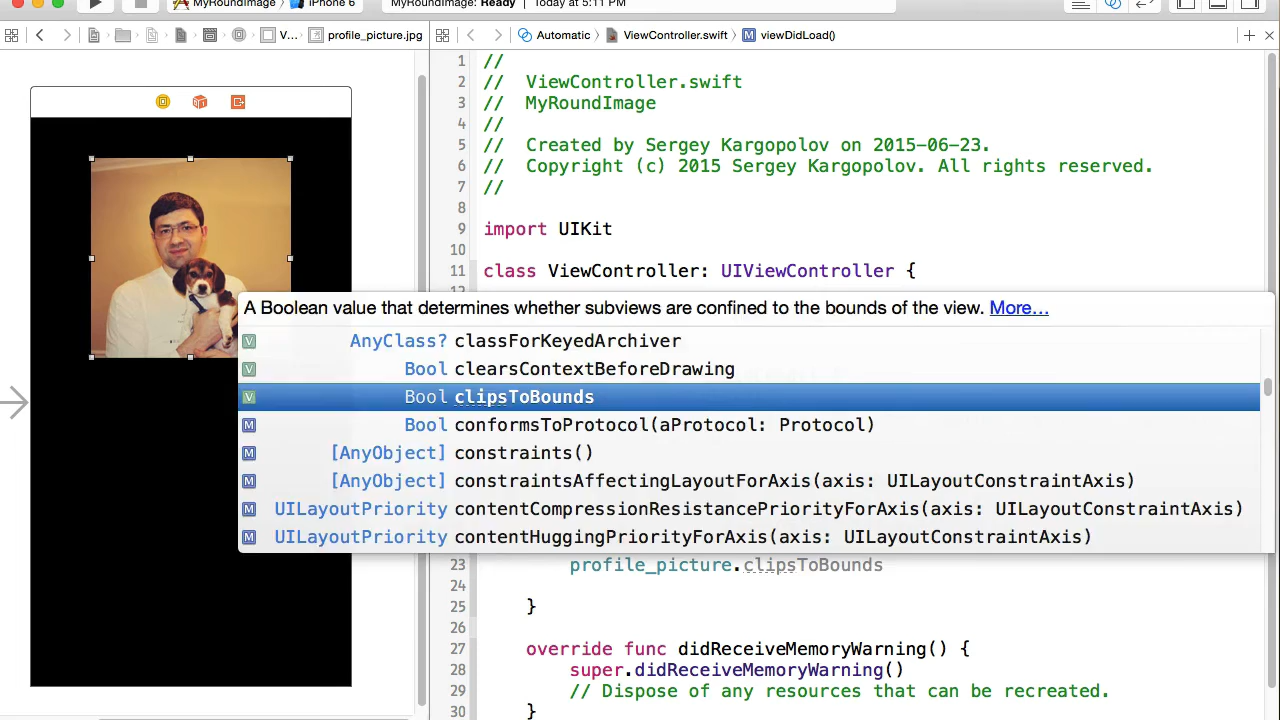 MyRoundImage
iPhone 6
MyRoundImage: Ready
Today at 5:11 PM
V...
profile_picture.jpg
Automatic
ViewController.swift
viewDidLoad()
1 //
2 // ViewController.swift
3 // MyRoundImage
4 //
5 // Created by Sergey Kargopolov on 2015-06-23.
6 // Copyright (c) 2015 Sergey Kargopolov. All rights reserved.
7 //
8
9 import UIKit
10
11 class ViewController: UIViewController {
A Boolean value that determines whether subviews are confined to the bounds of the view. More...
V AnyClass? classForKeyedArchiver
V Bool clearsContextBeforeDrawing
V Bool clipsToBounds
M Bool conformsToProtocol(aProtocol: Protocol)
M [AnyObject] constraints()
M [AnyObject] constraintsAffectingLayoutForAxis(axis: UILayoutConstraintAxis)
M UILayoutPriority contentCompressionResistancePriorityForAxis(axis: UILayoutConstraintAxis)
M UILayoutPriority contentHuggingPriorityForAxis(axis: UILayoutConstraintAxis)
23 profile_picture.clipsToBounds
24
25 }
26
27 override func didReceiveMemoryWarning() {
28 super.didReceiveMemoryWarning()
29 // Dispose of any resources that can be recreated.
30 }